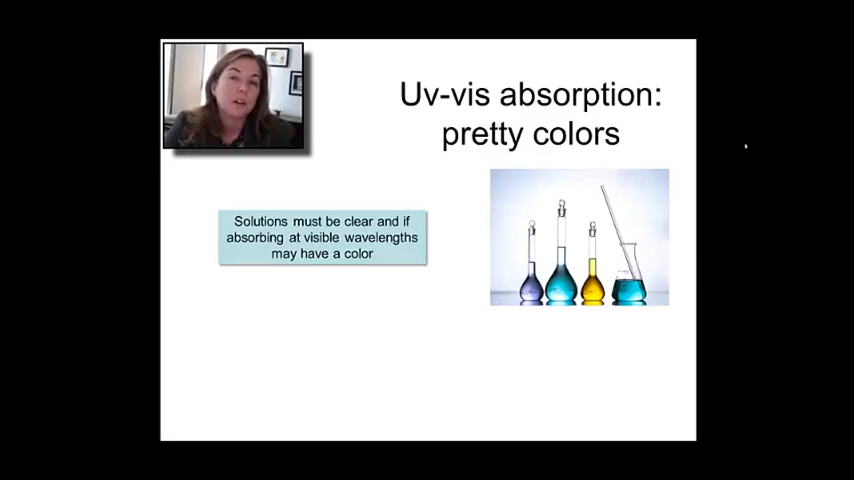 Uv-vis absorption:
pretty colors
Solutions must be clear and if
absorbing at visible wavelengths
may have a color